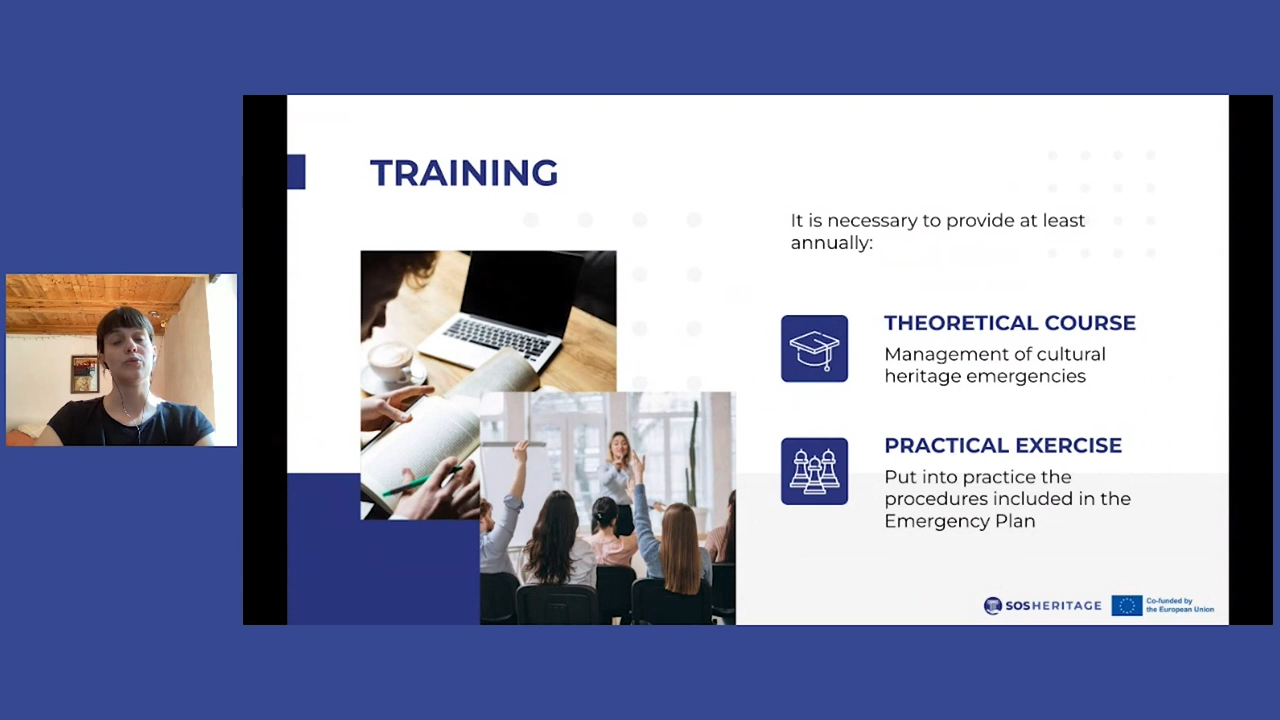 TRAINING
It is necessary to provide at least
annually:
THEORETICAL COURSE
Management of cultural
heritage emergencies
PRACTICAL EXERCISE
Put into practice the
procedures included in the
Emergency Plan
SOSHERITAGE
Co-funded by
the European Union